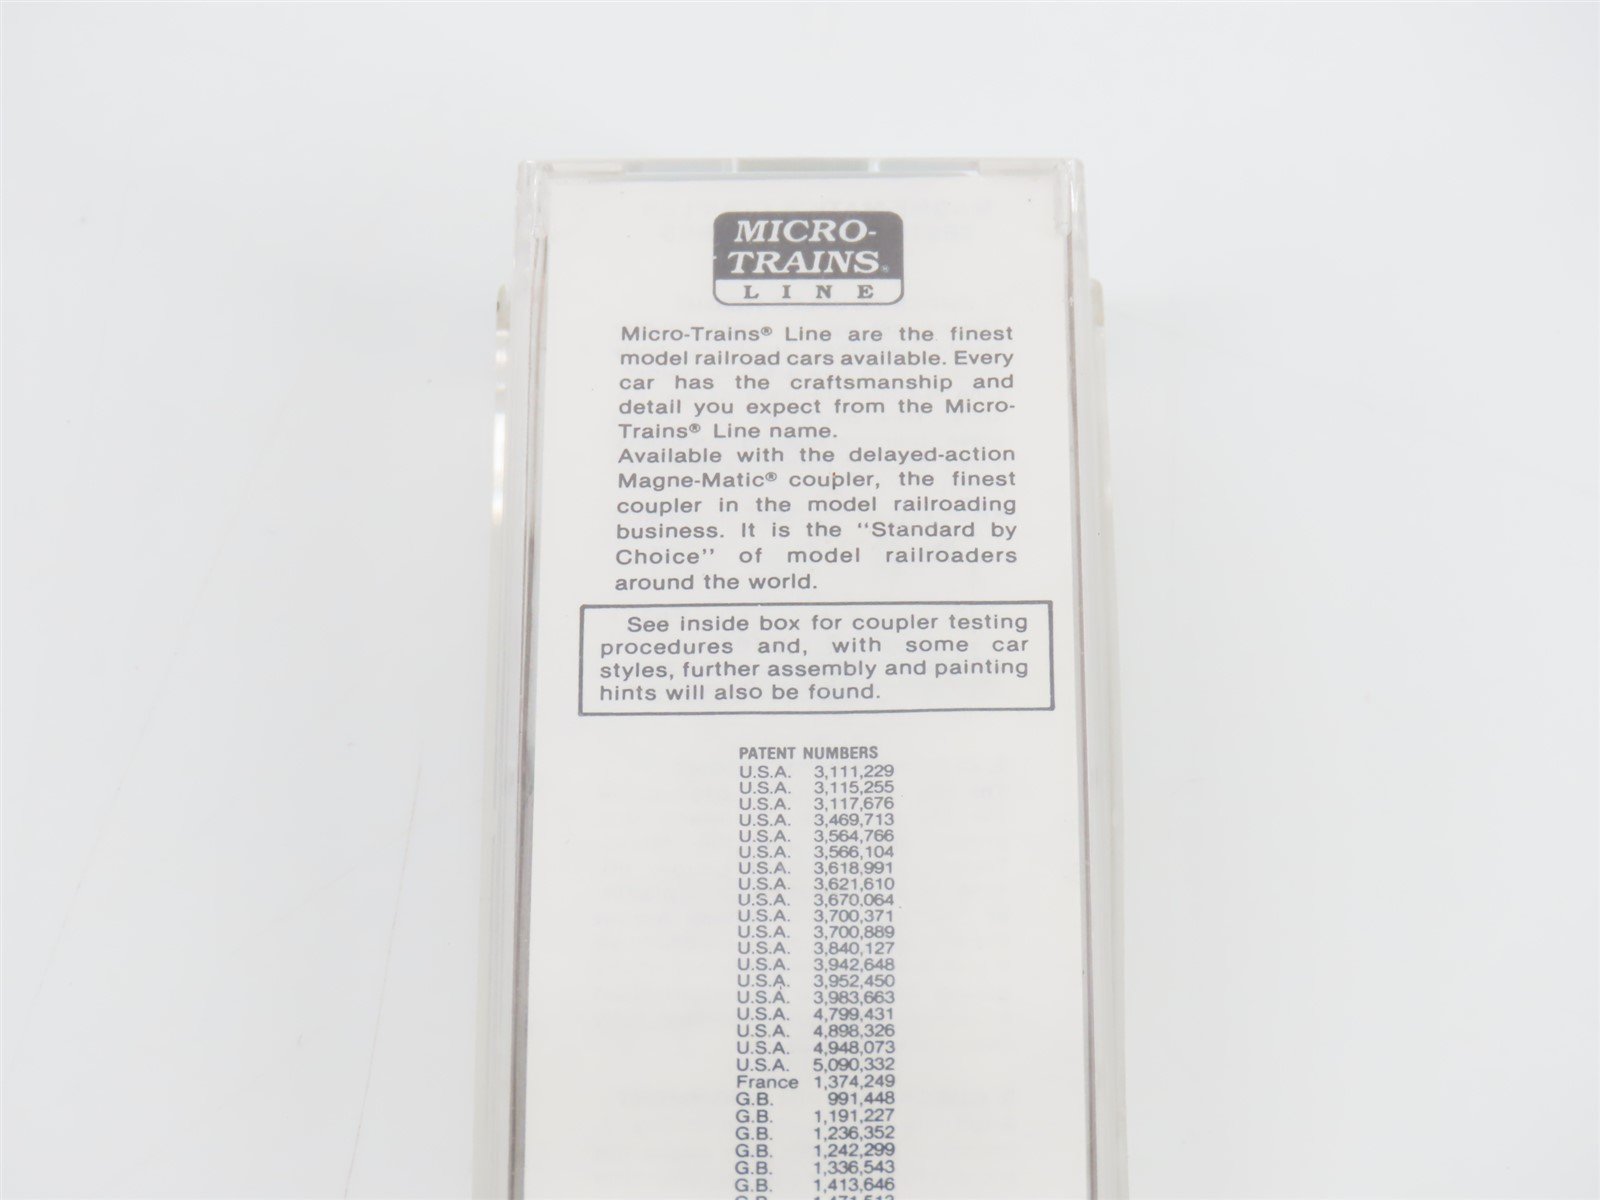 MICRO-
TRAINS®
LINE
Micro-Trains® Line are the finest
model railroad cars available. Every
car has the craftsmanship and
detail you expect from the Micro-
Trains® Line name.
Available with the delayed-action
Magne-Matic® coupler, the finest
coupler in the model railroading
business. It is the "Standard by
Choice" of model railroaders
around the world.
See inside box for coupler testing
procedures and, with some car
styles, further assembly and painting
hints will also be found.
PATENT NUMBERS
U.S.A. 3,111,229
U.S.A. 3,115,255
U.S.A. 3,117,676
U.S.A. 3,469,713
U.S.A. 3,564,766
U.S.A. 3,566,104
U.S.A. 3,618,991
U.S.A. 3,621,610
U.S.A. 3,670,064
U.S.A. 3,700,371
U.S.A. 3,700,889
U.S.A. 3,840,127
U.S.A. 3,942,648
U.S.A. 3,952,450
U.S.A. 3,983,663
U.S.A. 4,799,431
U.S.A. 4,898,326
U.S.A. 4,948,073
U.S.A. 5,090,332
France 1,374,249
G.B. 991,448
G.B. 1,191,227
G.B. 1,236,352
G.B. 1,242,299
G.B. 1,336,543
G.B. 1,413,646